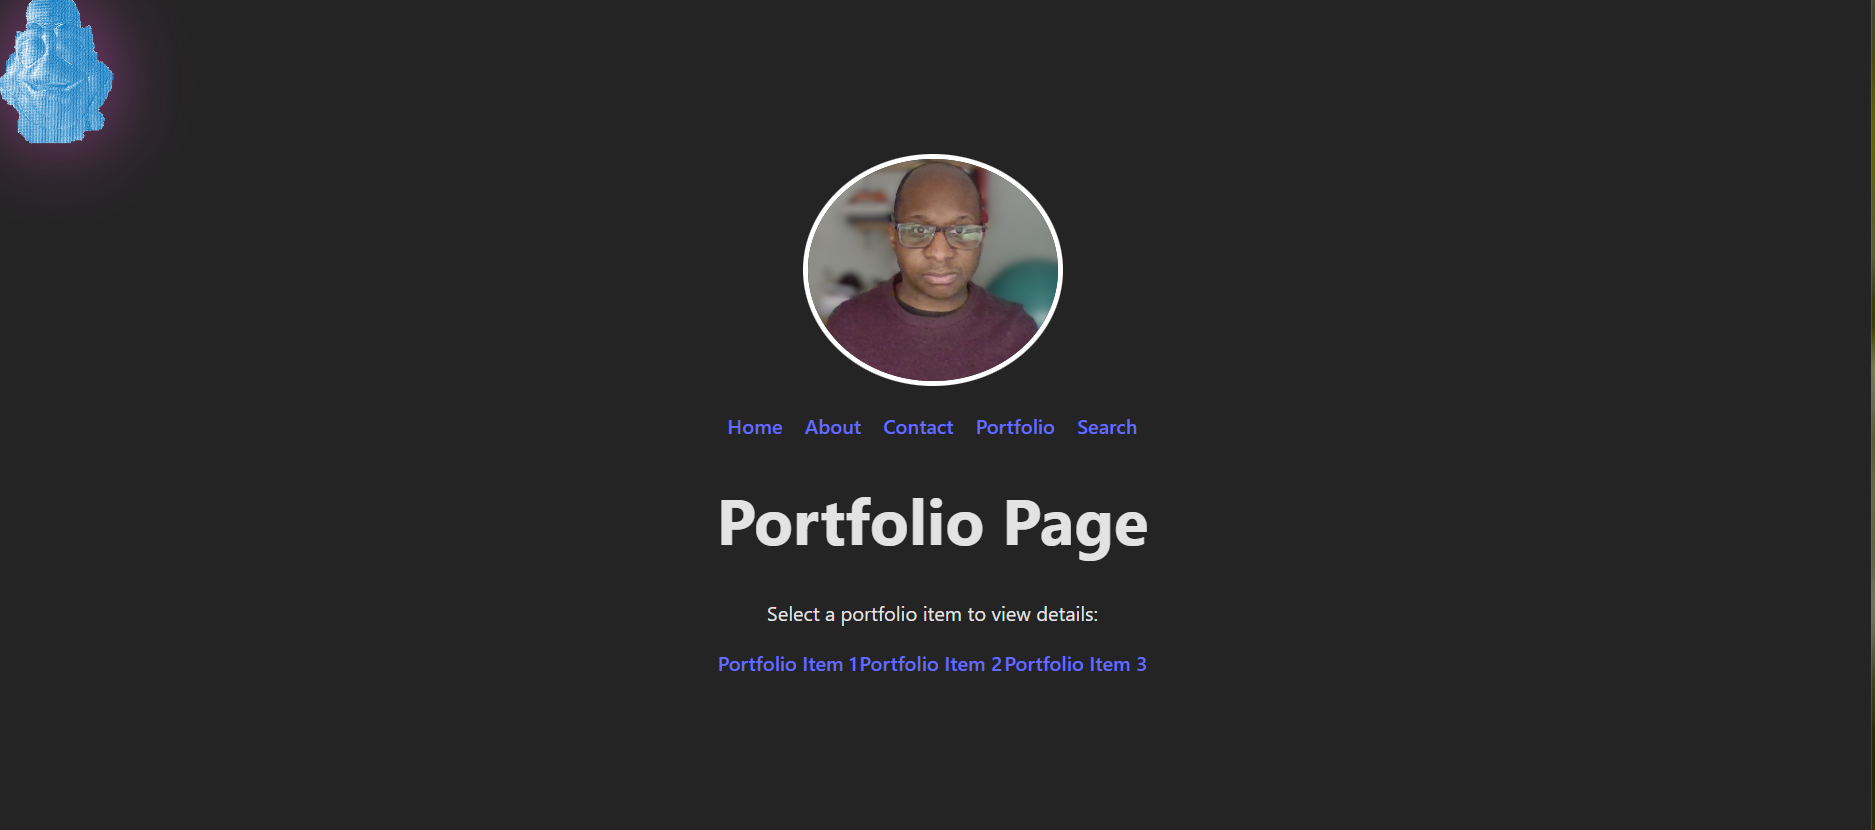 Home About Contact Portfolio Search
Portfolio Page
Select a portfolio item to view details:
Portfolio Item 1Portfolio Item 2Portfolio Item 3